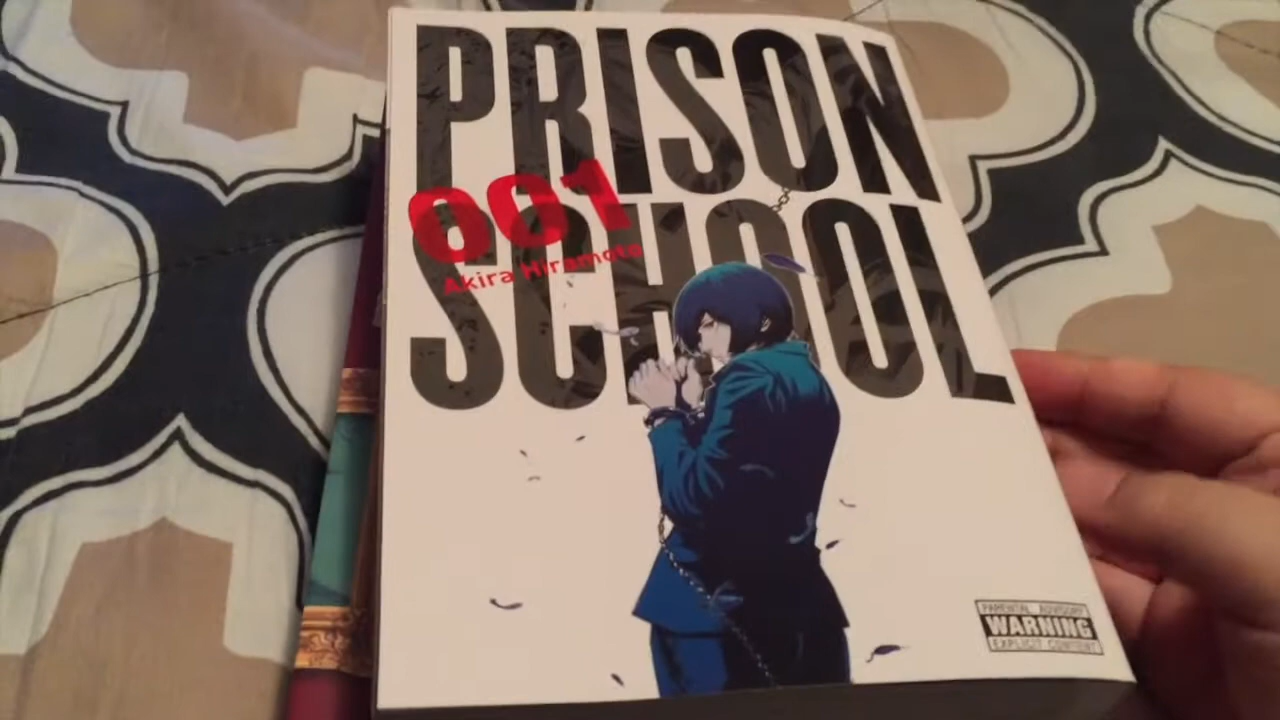 PRISON
001
Akira Hiramoto
SCHOOL
PARENTAL ADVISORY
WARNING
EXPLICIT CONTENT